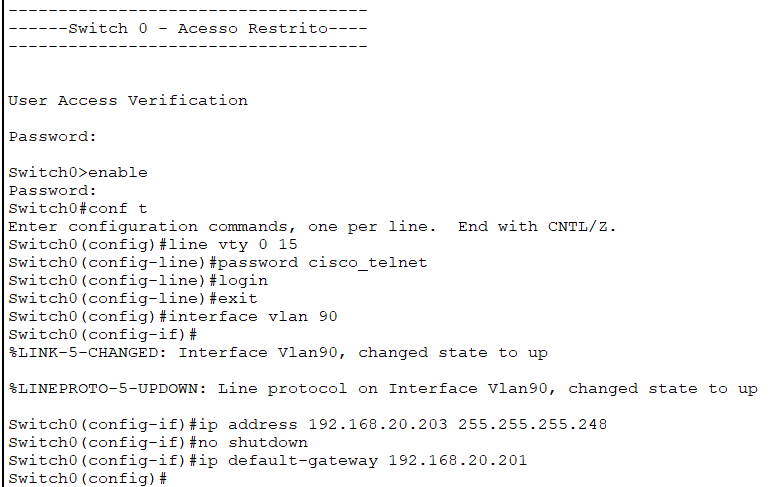 ------------------------------------
------Switch 0 - Acesso Restrito----
------------------------------------
User Access Verification
Password:
Switch0>enable
Password:
Switch0#conf t
Enter configuration commands, one per line.  End with CNTL/Z.
Switch0(config)#line vty 0 15
Switch0(config-line)#password cisco_telnet
Switch0(config-line)#login
Switch0(config-line)#exit
Switch0(config)#interface vlan 90
Switch0(config-if)#
%LINK-5-CHANGED: Interface Vlan90, changed state to up
%LINEPROTO-5-UPDOWN: Line protocol on Interface Vlan90, changed state to up
Switch0(config-if)#ip address 192.168.20.203 255.255.255.248
Switch0(config-if)#no shutdown
Switch0(config-if)#ip default-gateway 192.168.20.201
Switch0(config)#